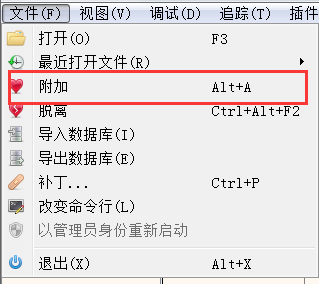 文件(F) 视图(V) 调试(D) 追踪(T) 插件
打开(O) F3
最近打开文件(R)
附加 Alt+A
脱离 Ctrl+Alt+F2
导入数据库(I)
导出数据库(E)
补丁... Ctrl+P
改变命令行(L)
以管理员身份重新启动
退出(X) Alt+X